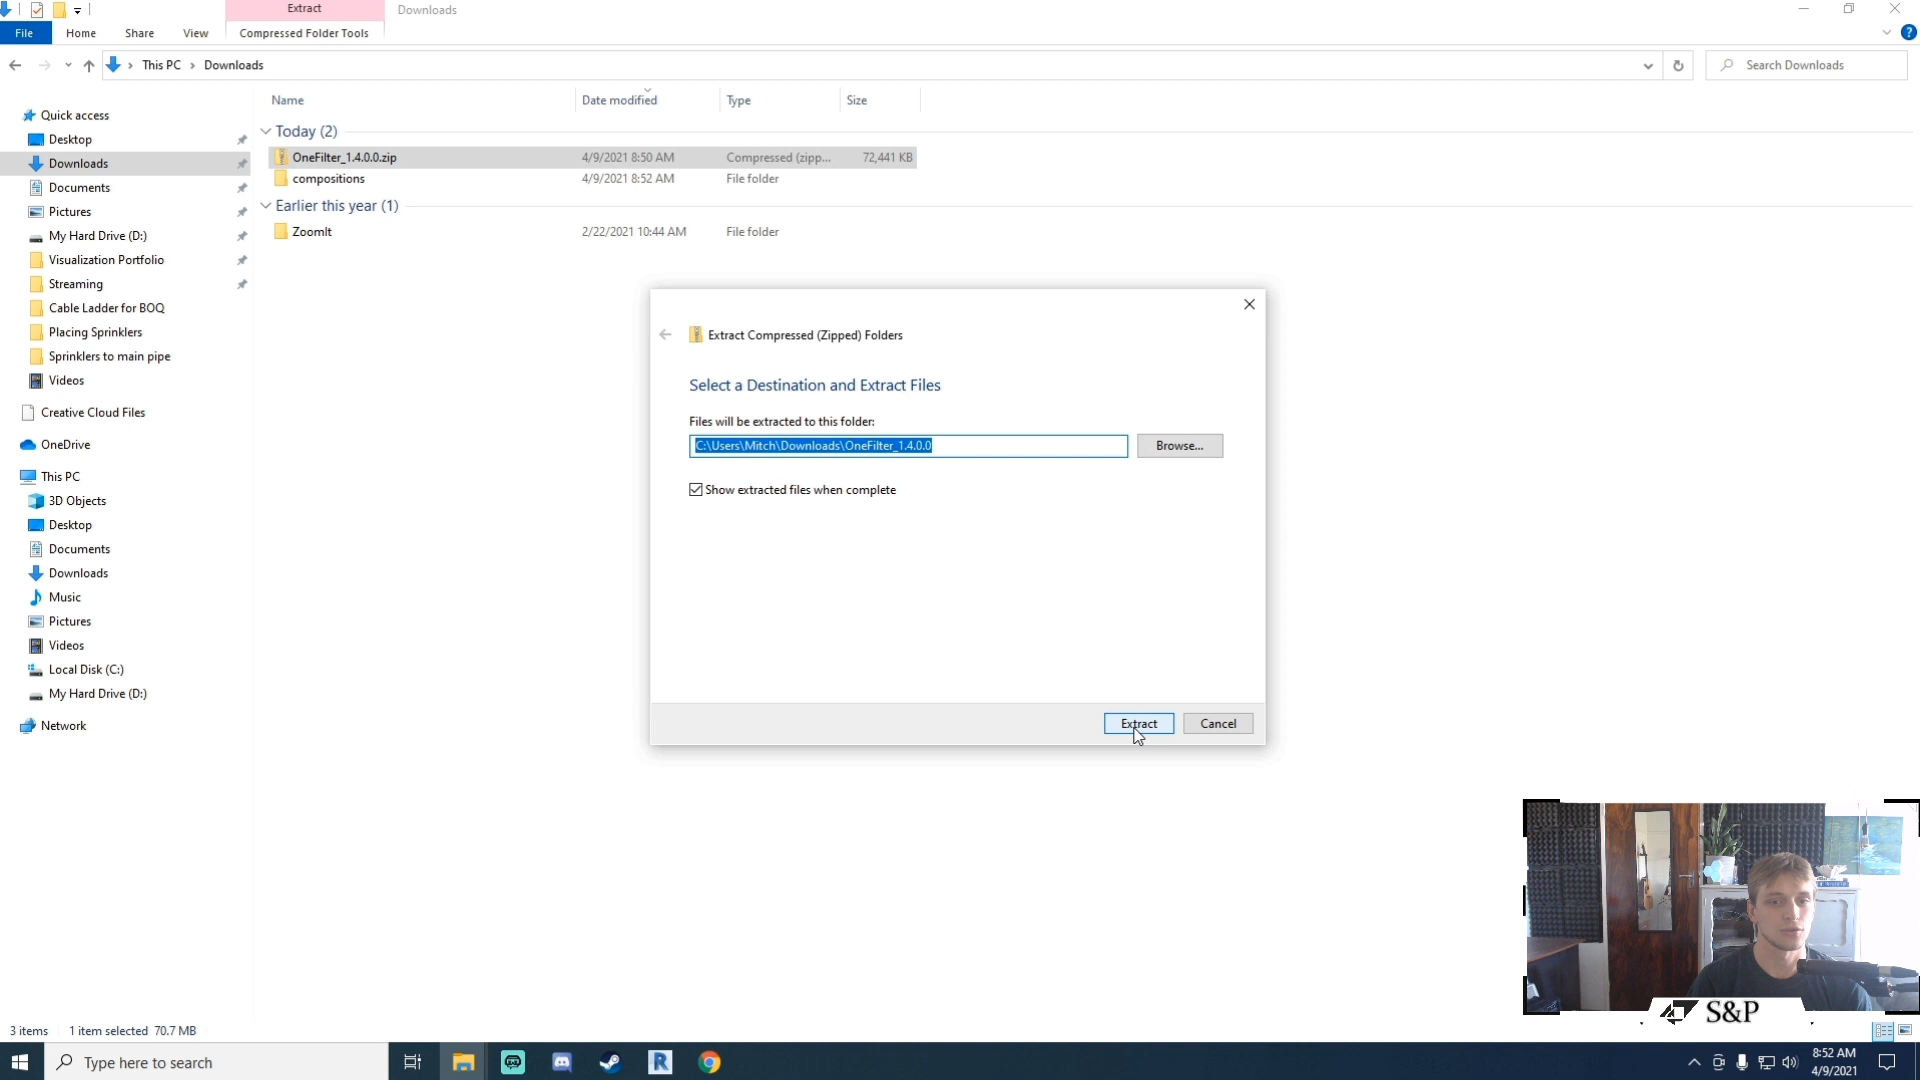 Extract
Downloads
File
Home
Share
View
Compressed Folder Tools
This PC
Downloads
Search Downloads
Name
Date modified
Type
Size
Quick access
Desktop
Downloads
Documents
Pictures
My Hard Drive (D:)
Visualization Portfolio
Streaming
Cable Ladder for BOQ
Placing Sprinklers
Sprinklers to main pipe
Videos
Creative Cloud Files
OneDrive
This PC
3D Objects
Desktop
Documents
Downloads
Music
Pictures
Videos
Local Disk (C:)
My Hard Drive (D:)
Network
Today (2)
OneFilter_1.4.0.0.zip 4/9/2021 8:50 AM Compressed (zipp... 72,441 KB
compositions 4/9/2021 8:52 AM File folder
Earlier this year (1)
ZoomIt 2/22/2021 10:44 AM File folder
Extract Compressed (Zipped) Folders
Select a Destination and Extract Files
Files will be extracted to this folder:
C:\Users\Mitch\Downloads\OneFilter_1.4.0.0
Browse...
Show extracted files when complete
Extract
Cancel
S&P
3 items 1 item selected 70.7 MB
Type here to search
8:52 AM
4/9/2021